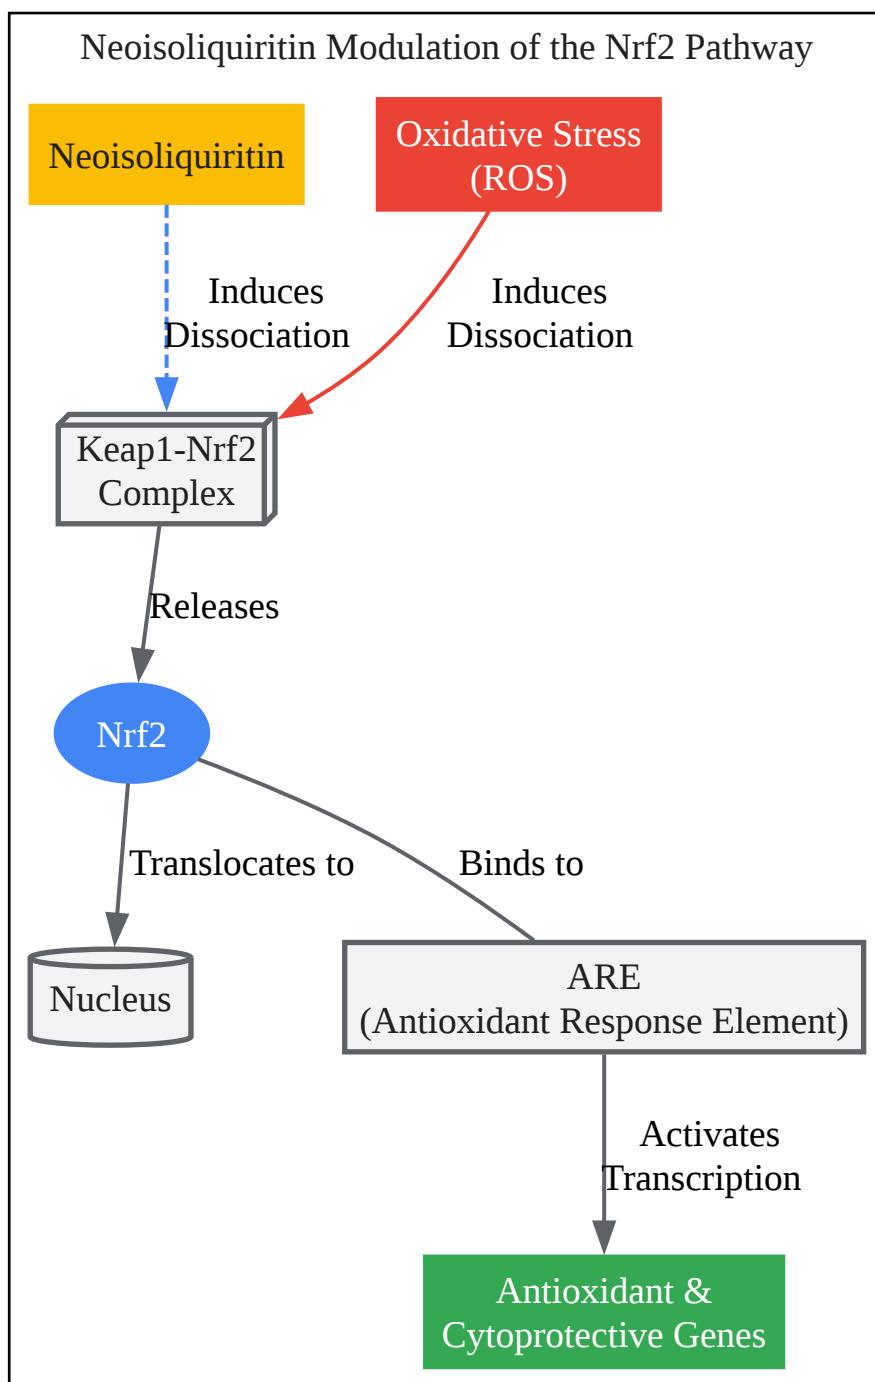 Neoisoliquiritin Modulation of the Nrf2 Pathway
Neoisoliquiritin
Oxidative Stress
(ROS)
Induces
Dissociation
Induces
Dissociation
Keap1-Nrf2
Complex
Releases
Nrf2
Translocates to
Binds to
Nucleus
ARE
(Antioxidant Response Element)
Activates
Transcription
Antioxidant &
Cytoprotective Genes